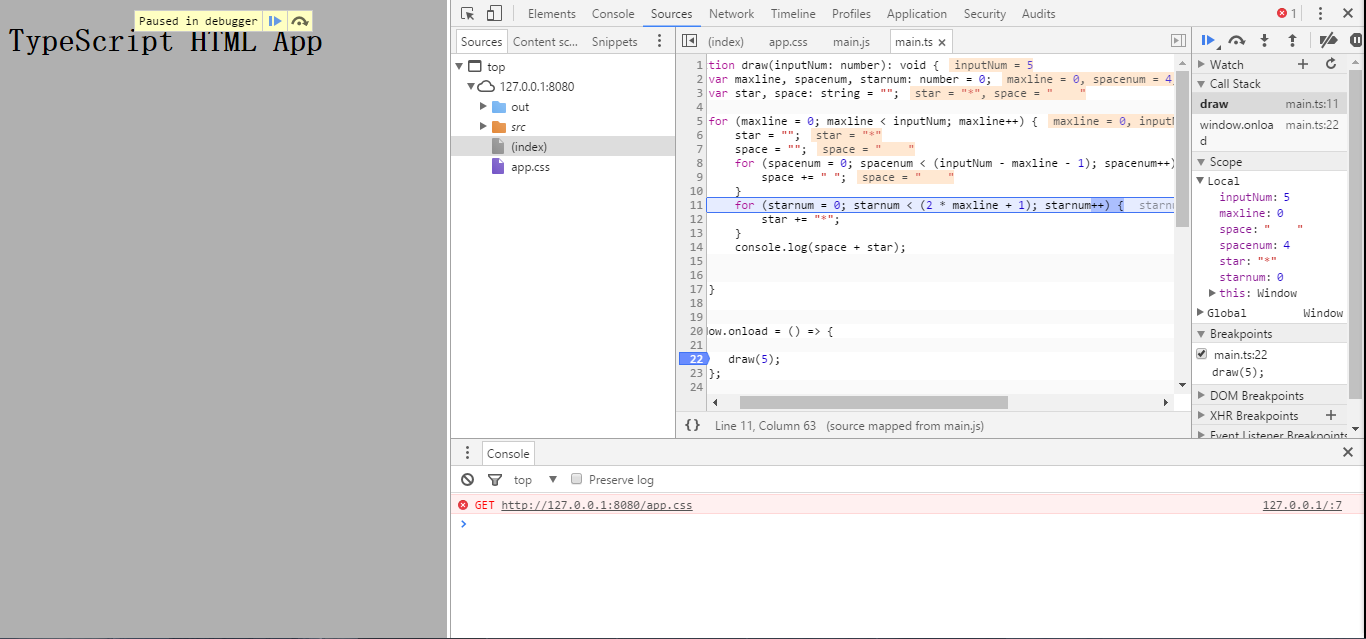 Paused in debugger
TypeScript HTML App
Elements Console Sources Network Timeline Profiles Application Security Audits 1
Sources Content sc... Snippets
(index) app.css main.js main.ts
top
127.0.0.1:8080
out
src
(index)
app.css
1 tion draw(inputNum: number): void { inputNum = 5
2 var maxline, spacenum, starnum: number = 0; maxline = 0, spacenum = 4
3 var star, space: string = ""; star = "*", space = "    "
4
5 for (maxline = 0; maxline < inputNum; maxline++) { maxline = 0, inputN
6 star = ""; star = "*"
7 space = ""; space = "    "
8 for (spacenum = 0; spacenum < (inputNum - maxline - 1); spacenum++)
9 space += " "; space = "    "
10 }
11 for (starnum = 0; starnum < (2 * maxline + 1); starnum++) { starnu
12 star += "*";
13 }
14 console.log(space + star);
15
16
17 }
18
19
20 ow.onload = () => {
21
22 draw(5);
23 };
24
{} Line 11, Column 63 (source mapped from main.js)
Watch
Call Stack
draw main.ts:11
window.onloa main.ts:22
d
Scope
Local
inputNum: 5
maxline: 0
space: "    "
spacenum: 4
star: "*"
starnum: 0
this: Window
Global Window
Breakpoints
main.ts:22
draw(5);
DOM Breakpoints
XHR Breakpoints
Event Listener Breakpoints
Console
top Preserve log
GET http://127.0.0.1:8080/app.css 127.0.0.1/:7